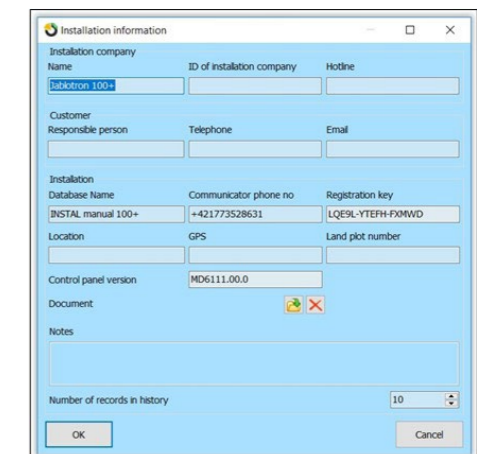 Installation information
Installation company
Name ID of instalation company Hotline
Jablotron 100+
Customer
Responsible person Telephone Email
Installation
Database Name Communicator phone no Registration key
INSTAL manual 100+ +421773528631 LQE9L-YTEFH-FXMWD
Location GPS Land plot number
Control panel version MD6111.00.0
Document
Notes
Number of records in history 10
OK Cancel